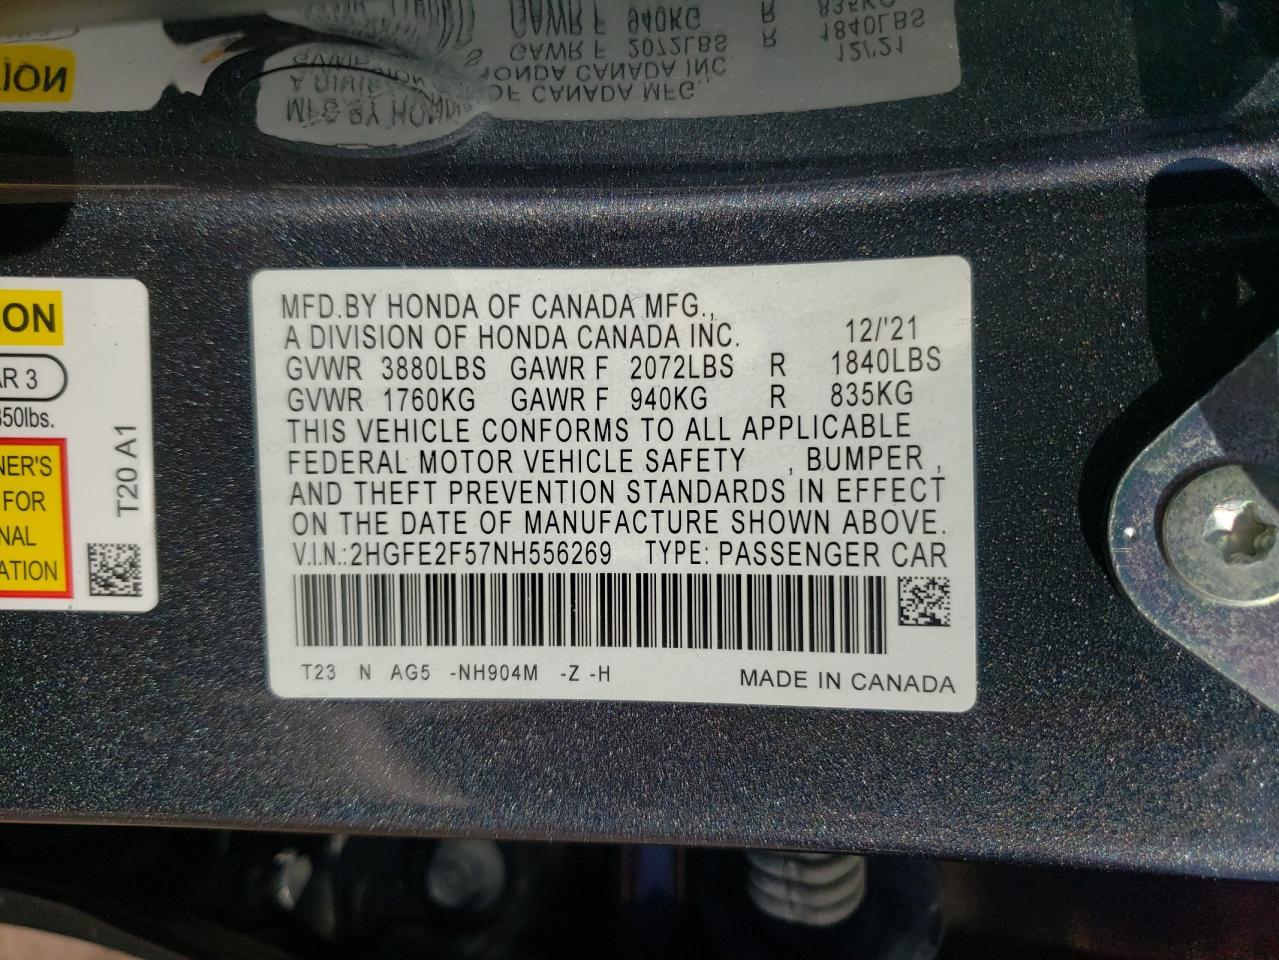 MFD.BY HONDA OF CANADA MFG.,
A DIVISION OF HONDA CANADA INC. 12/'21
GVWR 3880LBS GAWR F 2072LBS R 1840LBS
GVWR 1760KG GAWR F 940KG R 835KG
THIS VEHICLE CONFORMS TO ALL APPLICABLE
FEDERAL MOTOR VEHICLE SAFETY , BUMPER ,
AND THEFT PREVENTION STANDARDS IN EFFECT
ON THE DATE OF MANUFACTURE SHOWN ABOVE.
V.I.N.:2HGFE2F57NH556269 TYPE: PASSENGER CAR
T23 N AG5 -NH904M -Z -H MADE IN CANADA
ION
AR 3
350lbs.
NER'S
FOR
NAL
ATION
T20 A1